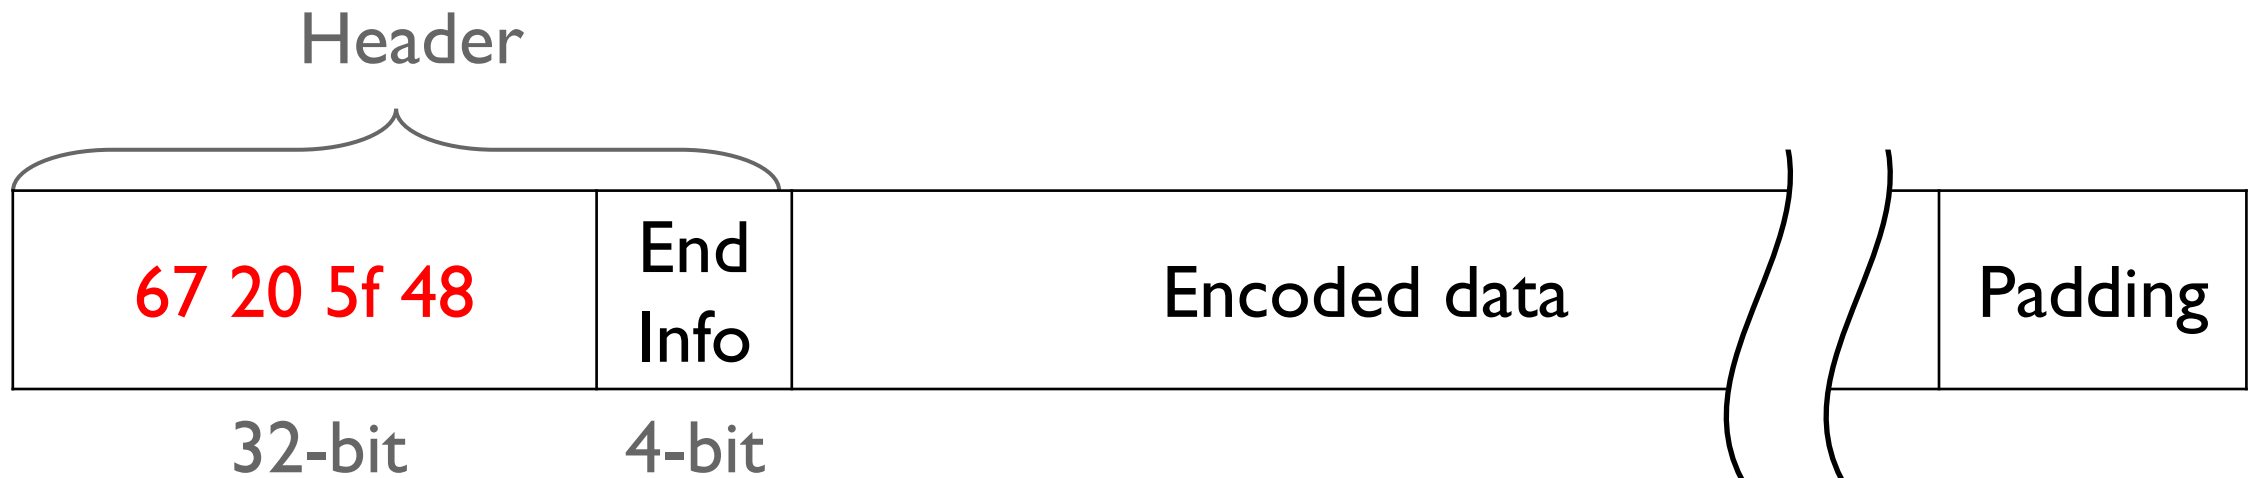 Header
67 20 5f 48
End
Info
Encoded data
Padding
32-bit
4-bit